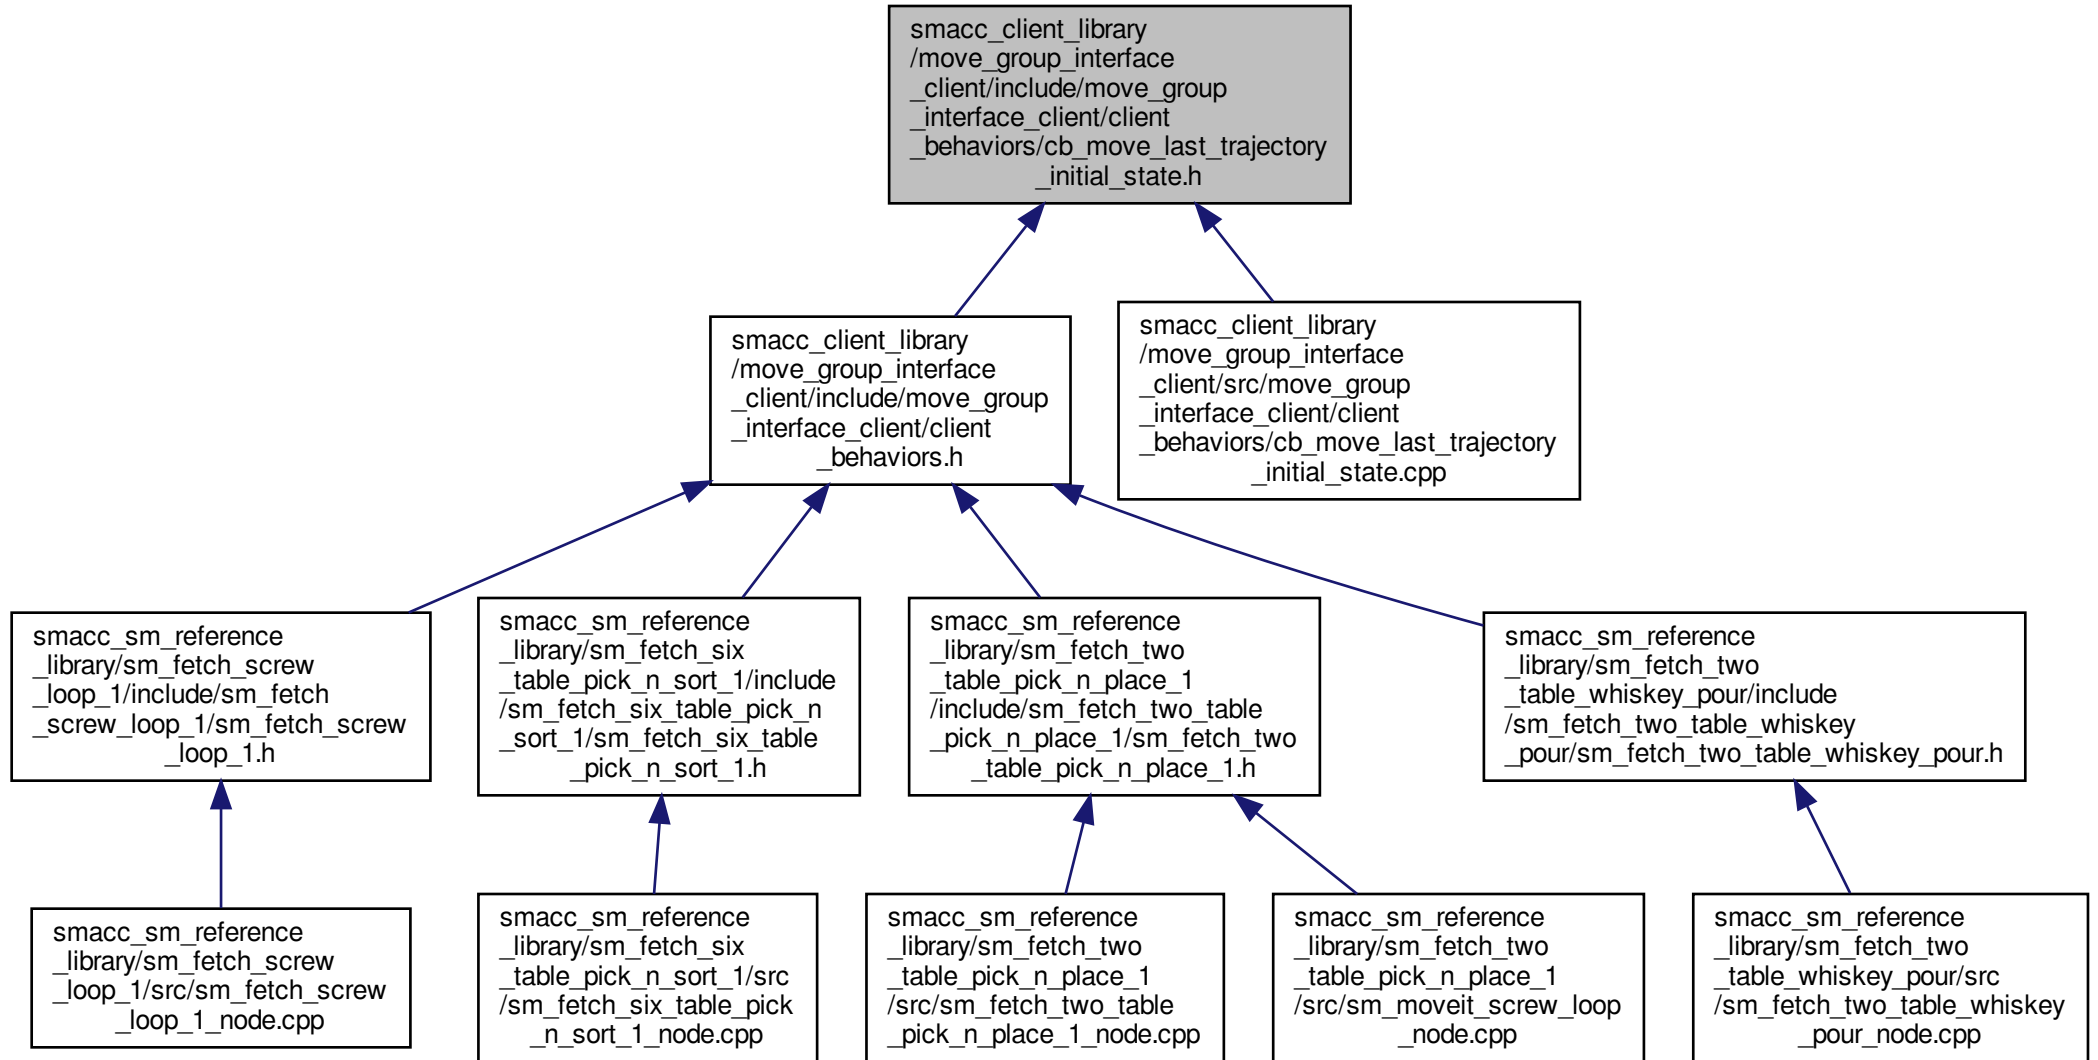 smacc_client_library
/move_group_interface
_client/include/move_group
_interface_client/client
_behaviors/cb_move_last_trajectory
_initial_state.h
smacc_client_library
/move_group_interface
_client/include/move_group
_interface_client/client
_behaviors.h
smacc_client_library
/move_group_interface
_client/src/move_group
_interface_client/client
_behaviors/cb_move_last_trajectory
_initial_state.cpp
smacc_sm_reference
_library/sm_fetch_screw
_loop_1/include/sm_fetch
_screw_loop_1/sm_fetch_screw
_loop_1.h
smacc_sm_reference
_library/sm_fetch_six
_table_pick_n_sort_1/include
/sm_fetch_six_table_pick_n
_sort_1/sm_fetch_six_table
_pick_n_sort_1.h
smacc_sm_reference
_library/sm_fetch_two
_table_pick_n_place_1
/include/sm_fetch_two_table
_pick_n_place_1/sm_fetch_two
_table_pick_n_place_1.h
smacc_sm_reference
_library/sm_fetch_two
_table_whiskey_pour/include
/sm_fetch_two_table_whiskey
_pour/sm_fetch_two_table_whiskey_pour.h
smacc_sm_reference
_library/sm_fetch_screw
_loop_1/src/sm_fetch_screw
_loop_1_node.cpp
smacc_sm_reference
_library/sm_fetch_six
_table_pick_n_sort_1/src
/sm_fetch_six_table_pick
_n_sort_1_node.cpp
smacc_sm_reference
_library/sm_fetch_two
_table_pick_n_place_1
/src/sm_fetch_two_table
_pick_n_place_1_node.cpp
smacc_sm_reference
_library/sm_fetch_two
_table_pick_n_place_1
/src/sm_moveit_screw_loop
_node.cpp
smacc_sm_reference
_library/sm_fetch_two
_table_whiskey_pour/src
/sm_fetch_two_table_whiskey
_pour_node.cpp